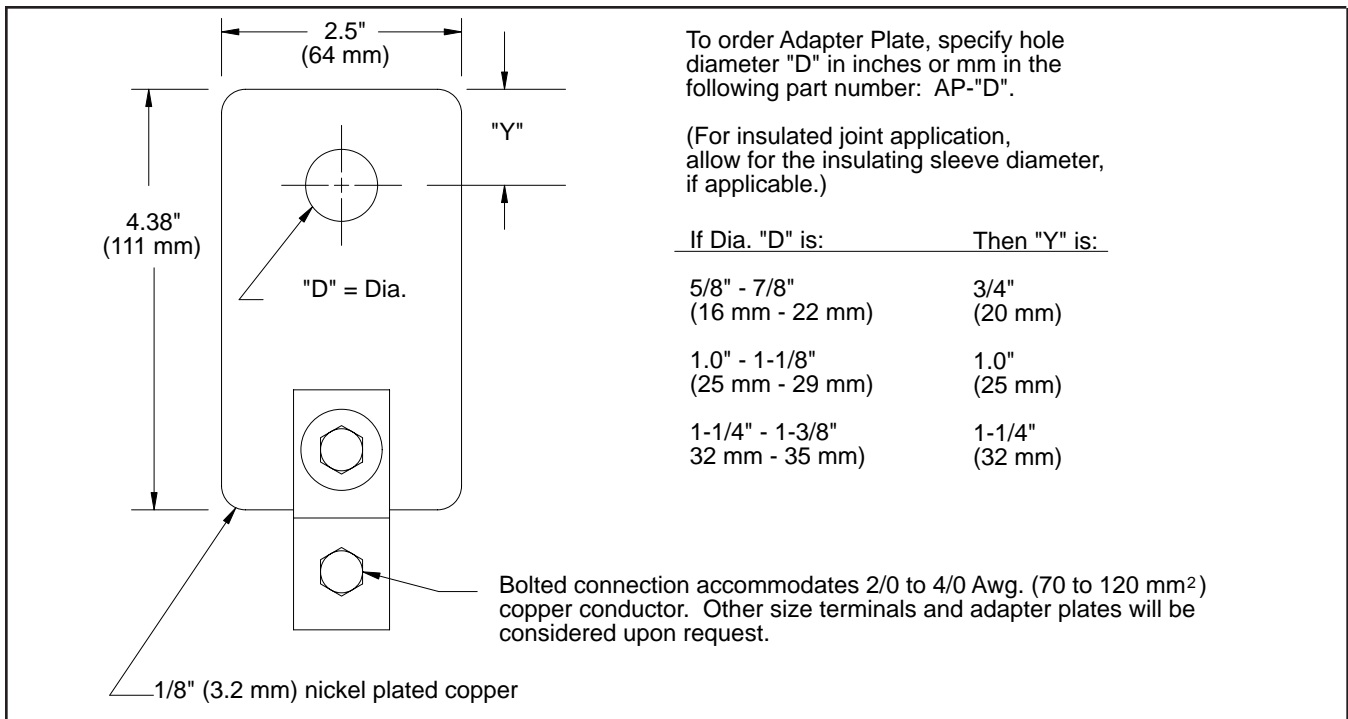 2.5"
(64 mm)
"Y"
4.38"
(111 mm)
"D" = Dia.
To order Adapter Plate, specify hole
diameter "D" in inches or mm in the
following part number:  AP-"D".
(For insulated joint application,
allow for the insulating sleeve diameter,
if applicable.)
If Dia. "D" is: Then "Y" is:
5/8" - 7/8" 3/4"
(16 mm - 22 mm) (20 mm)
1.0" - 1-1/8" 1.0"
(25 mm - 29 mm) (25 mm)
1-1/4" - 1-3/8" 1-1/4"
32 mm - 35 mm) (32 mm)
Bolted connection accommodates 2/0 to 4/0 Awg. (70 to 120 mm²)
copper conductor.  Other size terminals and adapter plates will be
considered upon request.
1/8" (3.2 mm) nickel plated copper